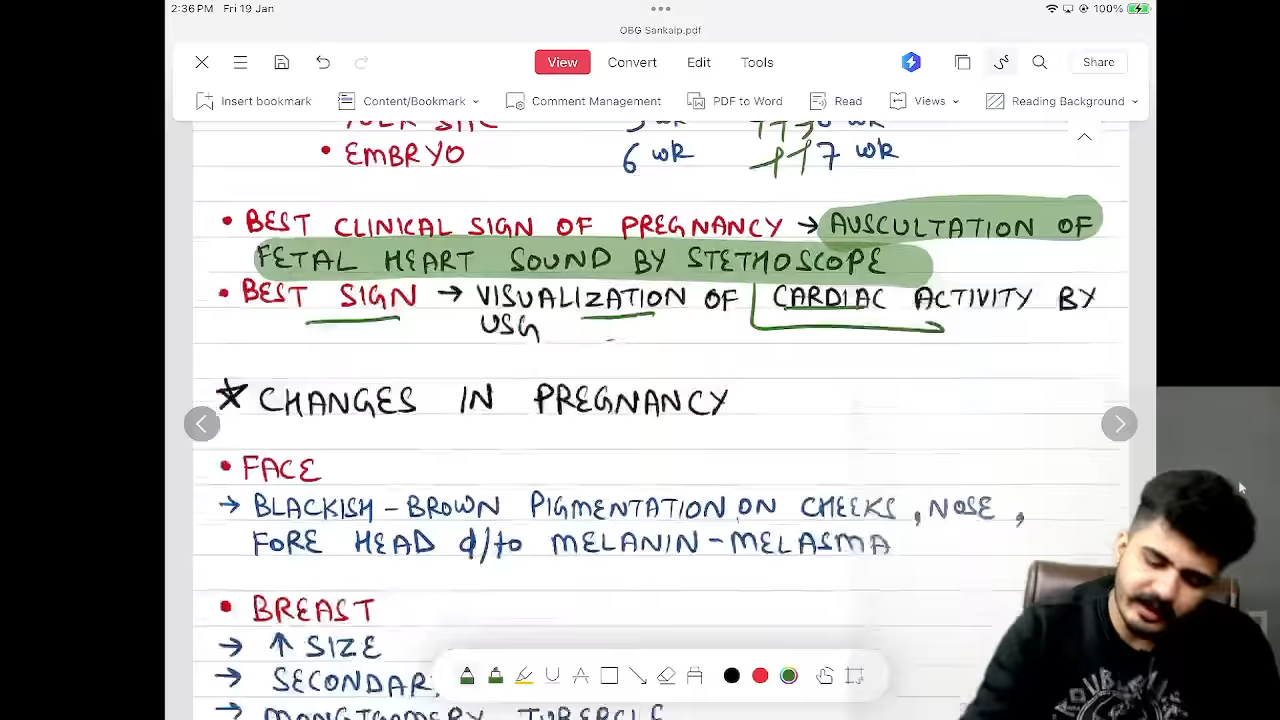 2:36 PM Fri 19 Jan
100%
OBG Sankalp.pdf
View Convert Edit Tools Share
Insert bookmark Content/Bookmark Comment Management PDF to Word Read Views Reading Background
• EMBRYO 6 WK 7 WK
• BEST CLINICAL SIGN OF PREGNANCY → AUSCULTATION OF
FETAL HEART SOUND BY STETHOSCOPE
• BEST SIGN → VISUALIZATION OF CARDIAC ACTIVITY BY
USG
★ CHANGES IN PREGNANCY
• FACE
→ BLACKISH-BROWN PIGMENTATION ON CHEEKS, NOSE,
FORE HEAD d/to MELANIN-MELASMA
• BREAST
→ ↑ SIZE
→ SECONDAR
→ MONTGOMERY TUBERCLE